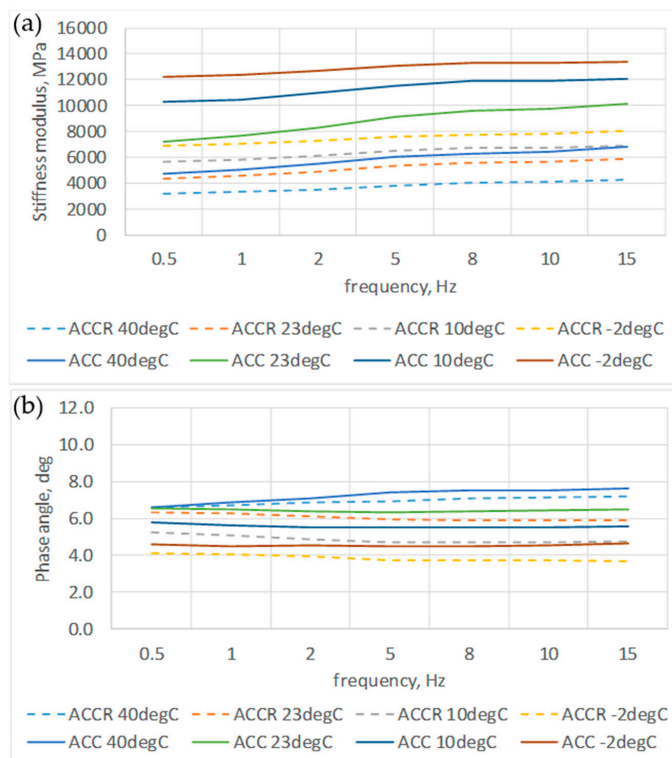 (a)
Stiffness modulus, MPa
16000
14000
12000
10000
8000
6000
4000
2000
0
0.5 1 2 5 8 10 15
frequency, Hz
ACCR 40degC ACCR 23degC ACCR 10degC ACCR -2degC
ACC 40degC ACC 23degC ACC 10degC ACC -2degC
(b)
Phase angle, deg
12.0
10.0
8.0
6.0
4.0
2.0
0.0
0.5 1 2 5 8 10 15
frequency, Hz
ACCR 40degC ACCR 23degC ACCR 10degC ACCR -2degC
ACC 40degC ACC 23degC ACC 10degC ACC -2degC